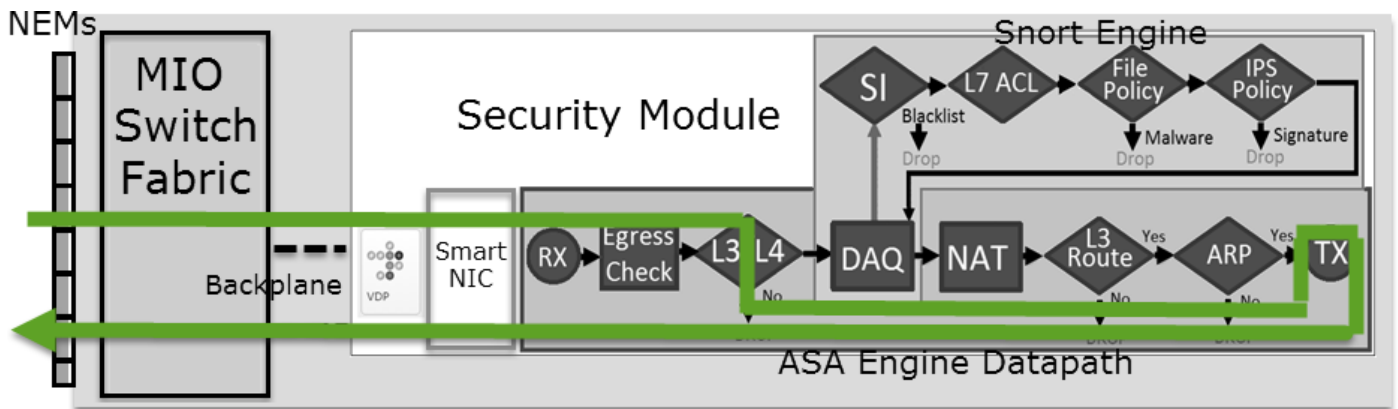 NEMs
MIO
Switch
Fabric
Security Module
Snort Engine
SI
L7 ACL
File
Policy
IPS
Policy
Blacklist
Malware
Signature
Drop
Drop
Drop
Backplane
VDP
Smart
NIC
RX
Egress
Check
L3 L4
DAQ
NAT
L3
Route
Yes
ARP
Yes
TX
No
No
No
ASA Engine Datapath